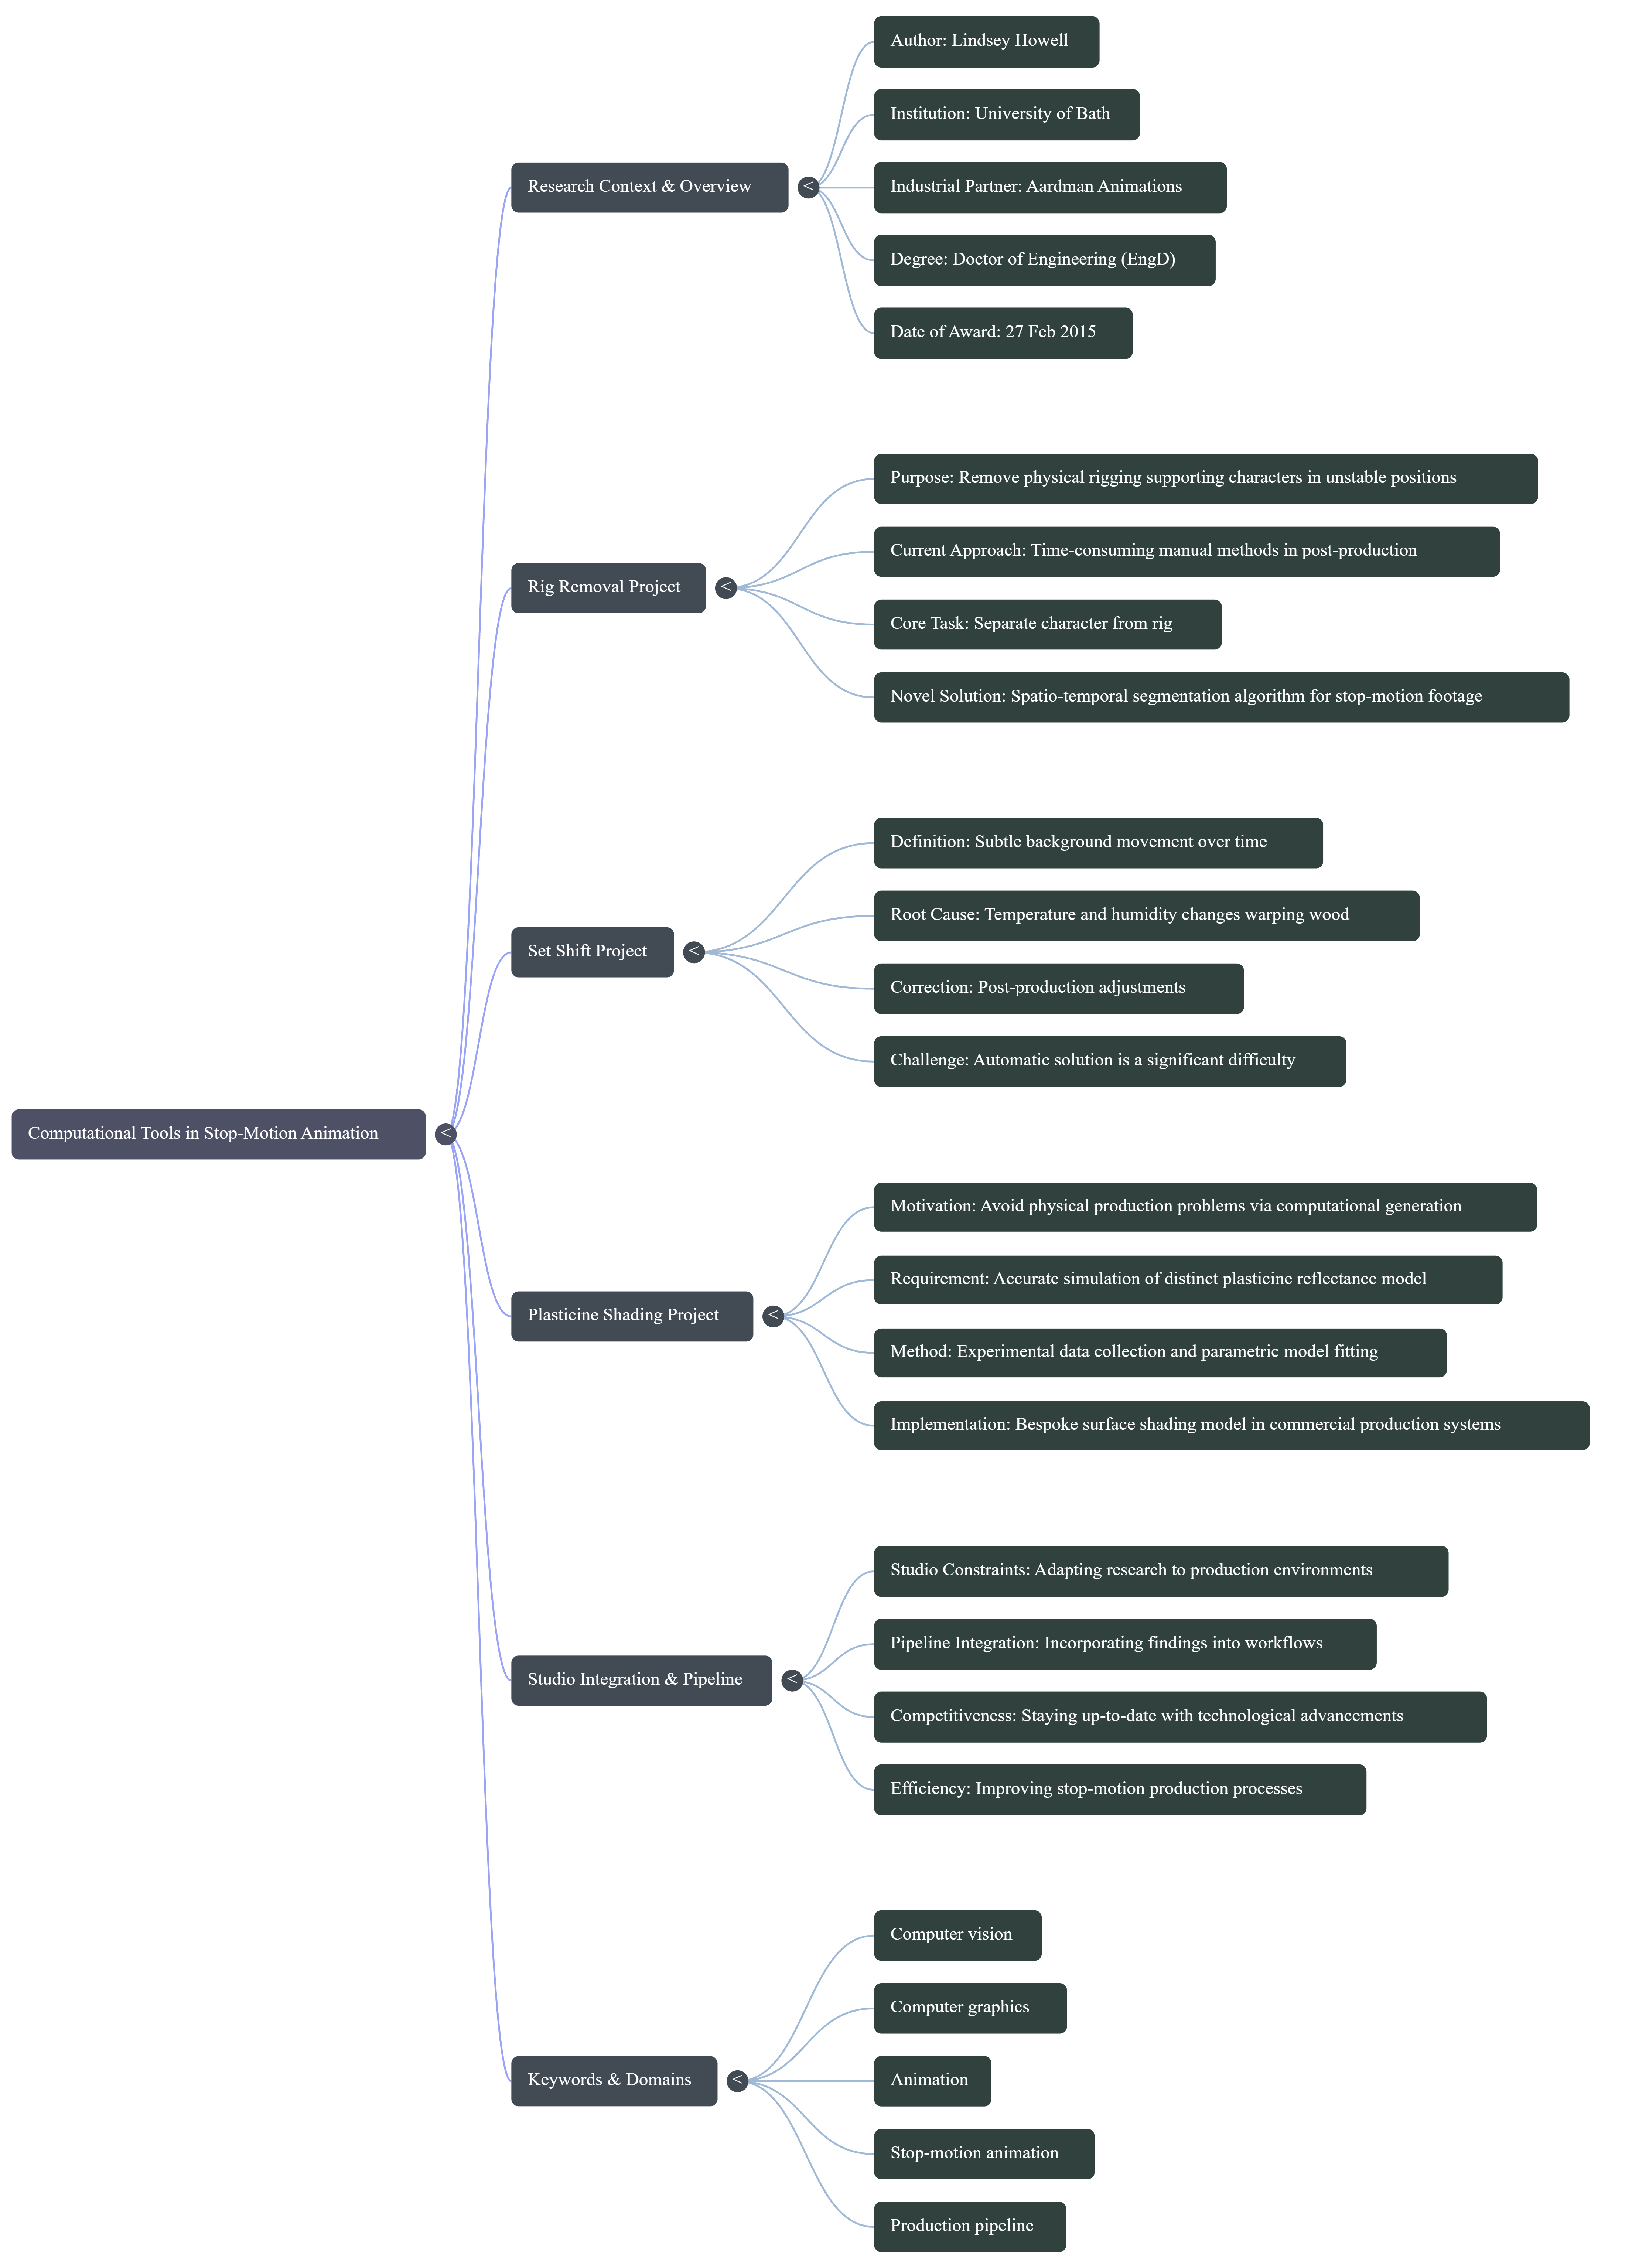 Computational Tools in Stop-Motion Animation
<
Research Context & Overview
<
Author: Lindsey Howell
Institution: University of Bath
Industrial Partner: Aardman Animations
Degree: Doctor of Engineering (EngD)
Date of Award: 27 Feb 2015
Rig Removal Project
<
Purpose: Remove physical rigging supporting characters in unstable positions
Current Approach: Time-consuming manual methods in post-production
Core Task: Separate character from rig
Novel Solution: Spatio-temporal segmentation algorithm for stop-motion footage
Set Shift Project
<
Definition: Subtle background movement over time
Root Cause: Temperature and humidity changes warping wood
Correction: Post-production adjustments
Challenge: Automatic solution is a significant difficulty
Plasticine Shading Project
<
Motivation: Avoid physical production problems via computational generation
Requirement: Accurate simulation of distinct plasticine reflectance model
Method: Experimental data collection and parametric model fitting
Implementation: Bespoke surface shading model in commercial production systems
Studio Integration & Pipeline
<
Studio Constraints: Adapting research to production environments
Pipeline Integration: Incorporating findings into workflows
Competitiveness: Staying up-to-date with technological advancements
Efficiency: Improving stop-motion production processes
Keywords & Domains
<
Computer vision
Computer graphics
Animation
Stop-motion animation
Production pipeline